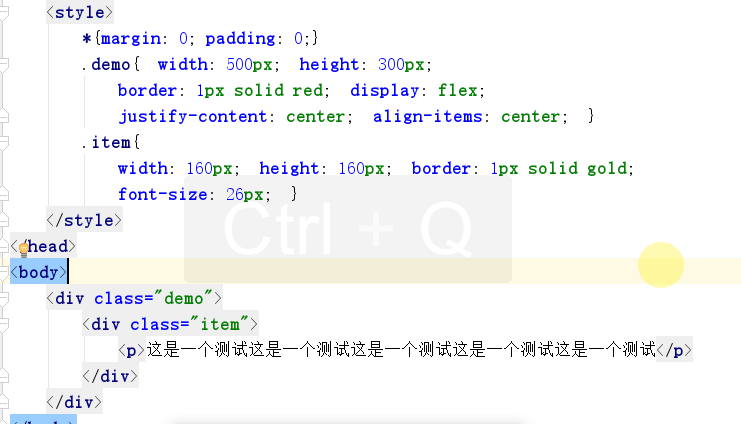 <style>
*{margin: 0; padding: 0;}
.demo{ width: 500px; height: 300px;
border: 1px solid red; display: flex;
justify-content: center; align-items: center; }
.item{
width: 160px; height: 160px; border: 1px solid gold;
font-size: 26px; }
</style>
Ctrl + Q
</head>
<body>
<div class="demo">
<div class="item">
<p>这是一个测试这是一个测试这是一个测试这是一个测试这是一个测试</p>
</div>
</div>